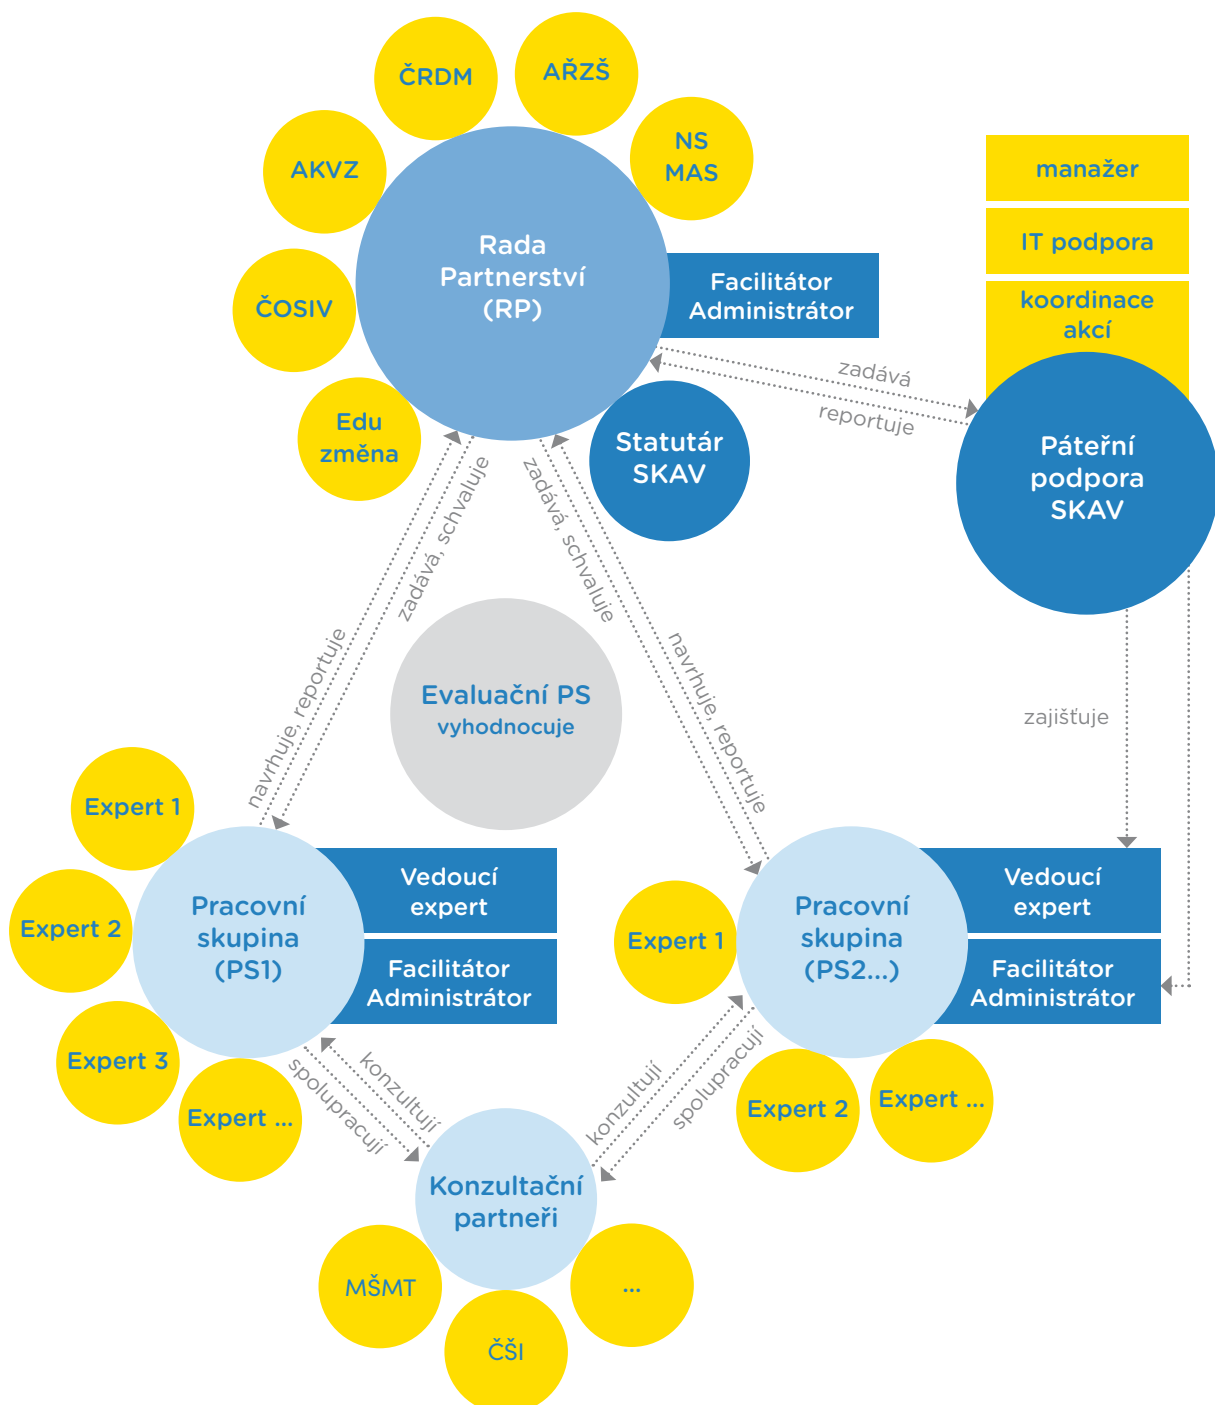 ČRDM
AŘZŠ
AKVZ
NS
MAS
ČOSIV
Edu
změna
Rada
Partnerství
(RP)
Facilitátor
Administrátor
Statutár
SKAV
manažer
IT podpora
koordinace
akcí
Páteřní
podpora
SKAV
zadává
reportuje
navrhuje, reportuje
zadává, schvaluje
zadává, schvaluje
navrhuje, reportuje
zajišťuje
Evaluační PS
vyhodnocuje
Expert 1
Expert 2
Expert 3
Expert ...
Pracovní
skupina
(PS1)
Vedoucí
expert
Facilitátor
Administrátor
Expert 1
Expert 2
Expert ...
Pracovní
skupina
(PS2...)
Vedoucí
expert
Facilitátor
Administrátor
spolupracují
konzultují
konzultují
spolupracují
Konzultační
partneři
MŠMT
ČŠI
...